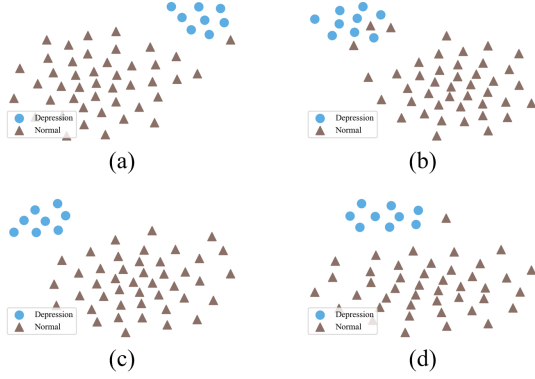 Depression
Normal
(a)
Depression
Normal
(b)
Depression
Normal
(c)
Depression
Normal
(d)